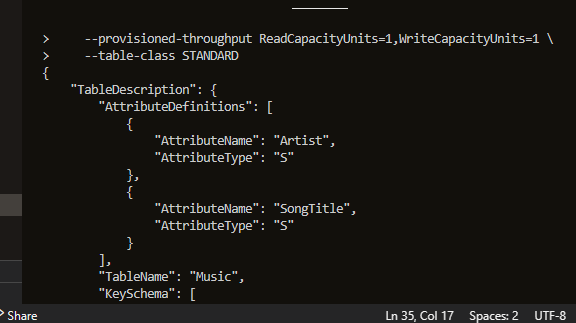 >     --provisioned-throughput ReadCapacityUnits=1,WriteCapacityUnits=1 \
>     --table-class STANDARD
{
    "TableDescription": {
        "AttributeDefinitions": [
            {
                "AttributeName": "Artist",
                "AttributeType": "S"
            },
            {
                "AttributeName": "SongTitle",
                "AttributeType": "S"
            }
        ],
        "TableName": "Music",
        "KeySchema": [
Share Ln 35, Col 17 Spaces: 2 UTF-8